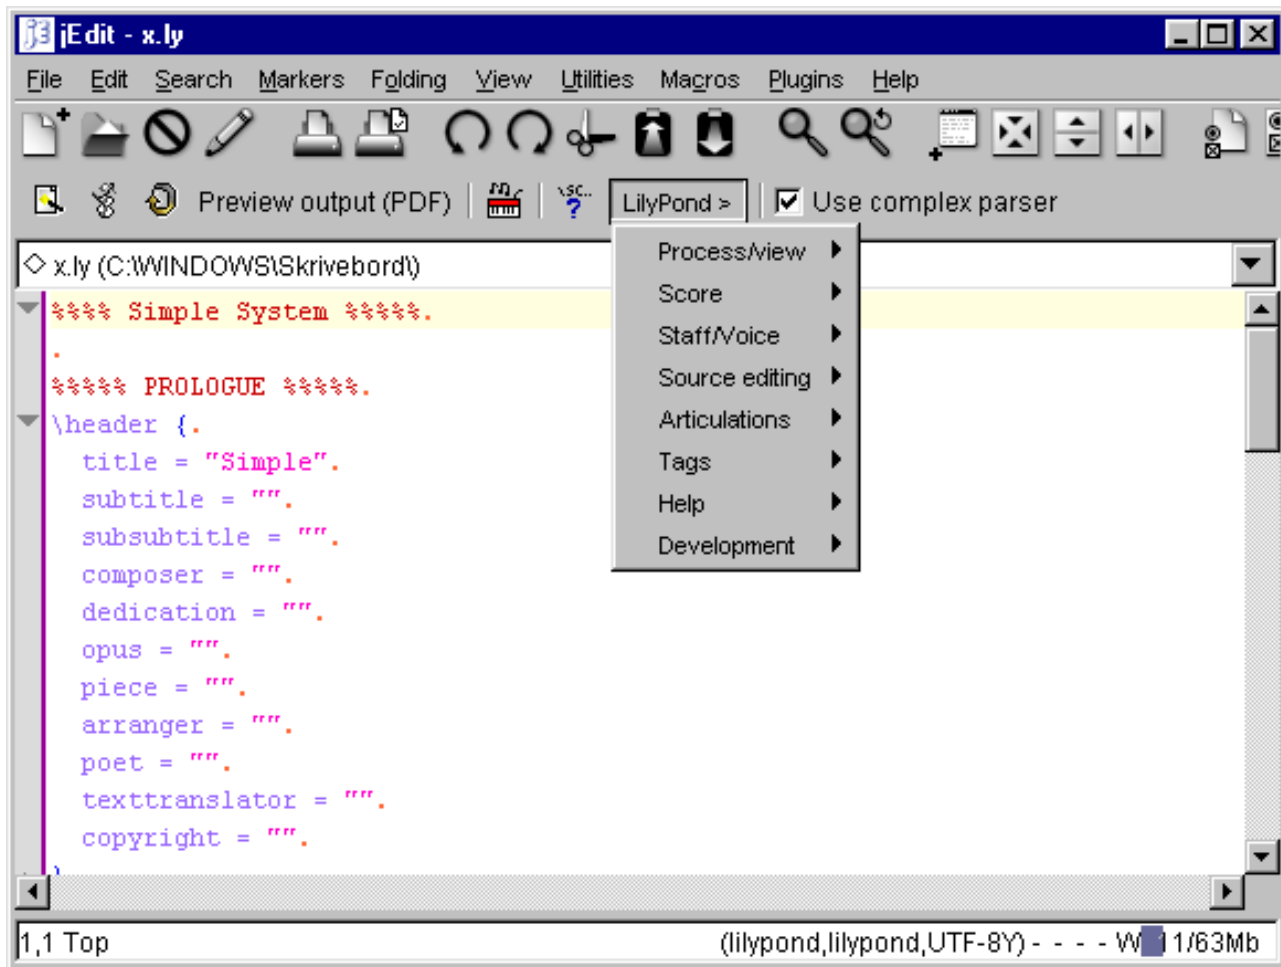 jEdit - x.ly
File Edit Search Markers Folding View Utilities Macros Plugins Help
Preview output (PDF) \sc.. ? LilyPond > Use complex parser
x.ly (C:\WINDOWS\Skrivebord\)
Process/view
Score
Staff/Voice
Source editing
Articulations
Tags
Help
Development
%%%% Simple System %%%%%.
.
%%%%% PROLOGUE %%%%%.
\header {.
title = "Simple".
subtitle = "".
subsubtitle = "".
composer = "".
dedication = "".
opus = "".
piece = "".
arranger = "".
poet = "".
texttranslator = "".
copyright = "".
1,1 Top (lilypond,lilypond,UTF-8Y) - - - - W 11/63Mb